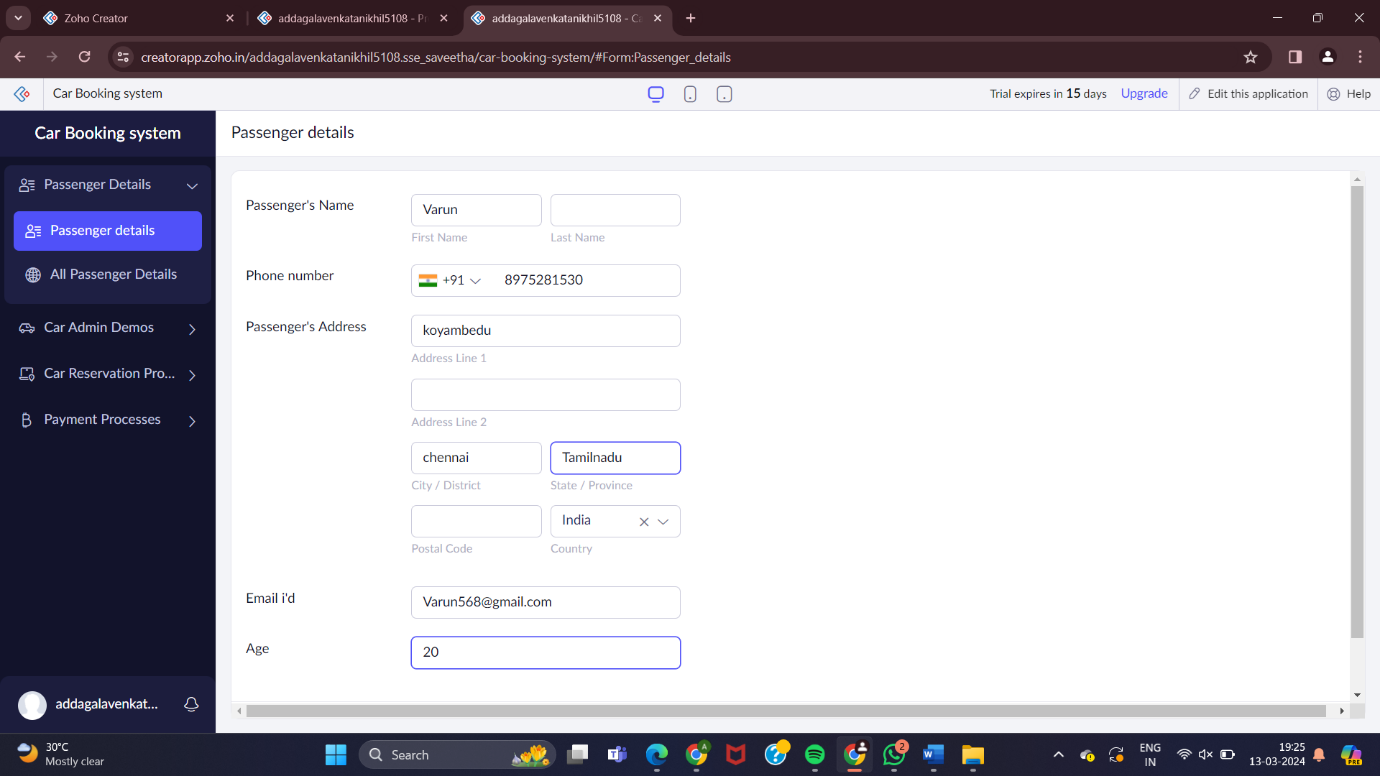 Zoho Creator
addagalavenkatanikhil5108 - Pr
addagalavenkatanikhil5108 - Ca
creatorapp.zoho.in/addagalavenkatanikhil5108.sse_saveetha/car-booking-system/#Form:Passenger_details
Car Booking system
Trial expires in 15 days Upgrade Edit this application Help
Car Booking system
Passenger Details
Passenger details
All Passenger Details
Car Admin Demos
Car Reservation Pro...
Payment Processes
addagalavenkat...
Passenger details
Passenger's Name
Varun
First Name Last Name
Phone number
+91 8975281530
Passenger's Address
koyambedu
Address Line 1
Address Line 2
chennai Tamilnadu
City / District State / Province
India
Postal Code Country
Email i'd
Varun568@gmail.com
Age
20
30°C
Mostly clear
Search
A
2
W
PRE
ENG
IN
19:25
13-03-2024